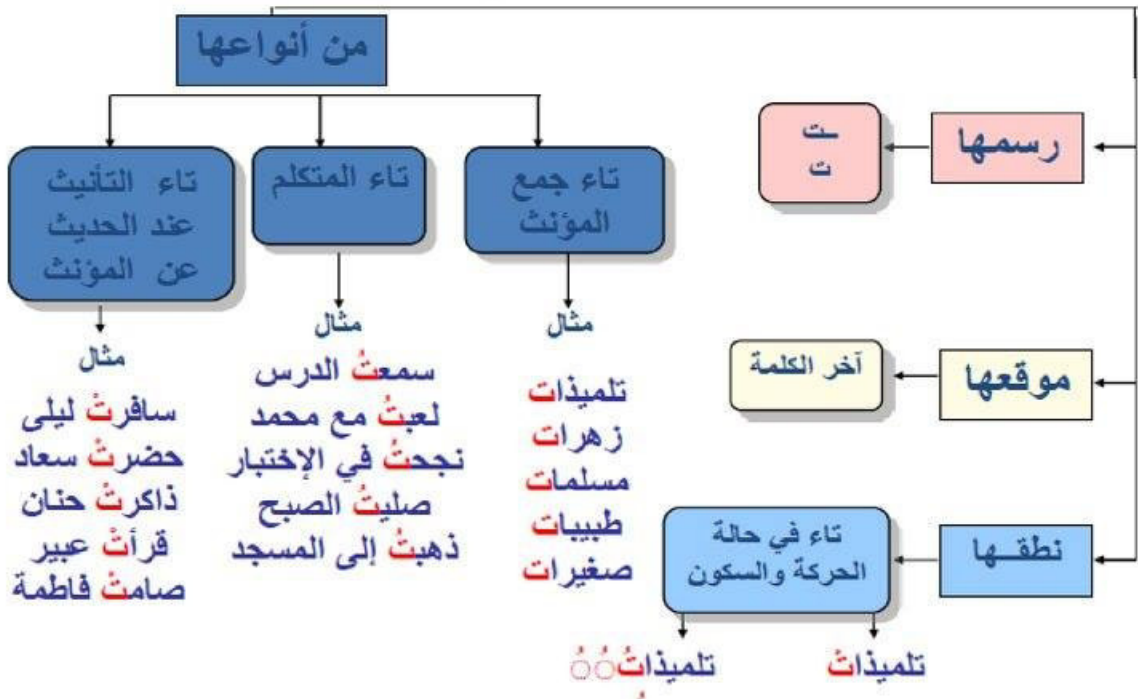 من أنواعها
رسمها
ـت
ت
تاء جمع
المؤنث
تاء المتكلم
تاء التأنيث
عند الحديث
عن المؤنث
موقعها
آخر الكلمة
مثال
تلميذات
زهرات
مسلمات
طبيبات
صغيرات
مثال
سمعتُ الدرس
لعبتُ مع محمد
نجحتُ في الإختبار
صليتُ الصبح
ذهبتُ إلى المسجد
مثال
سافرتْ ليلى
حضرتْ سعاد
ذاكرتْ حنان
قرأتْ عبير
صامتْ فاطمة
نطقــها
تاء في حالة
الحركة والسكون
تلميذاتْ
تلميذاتُ